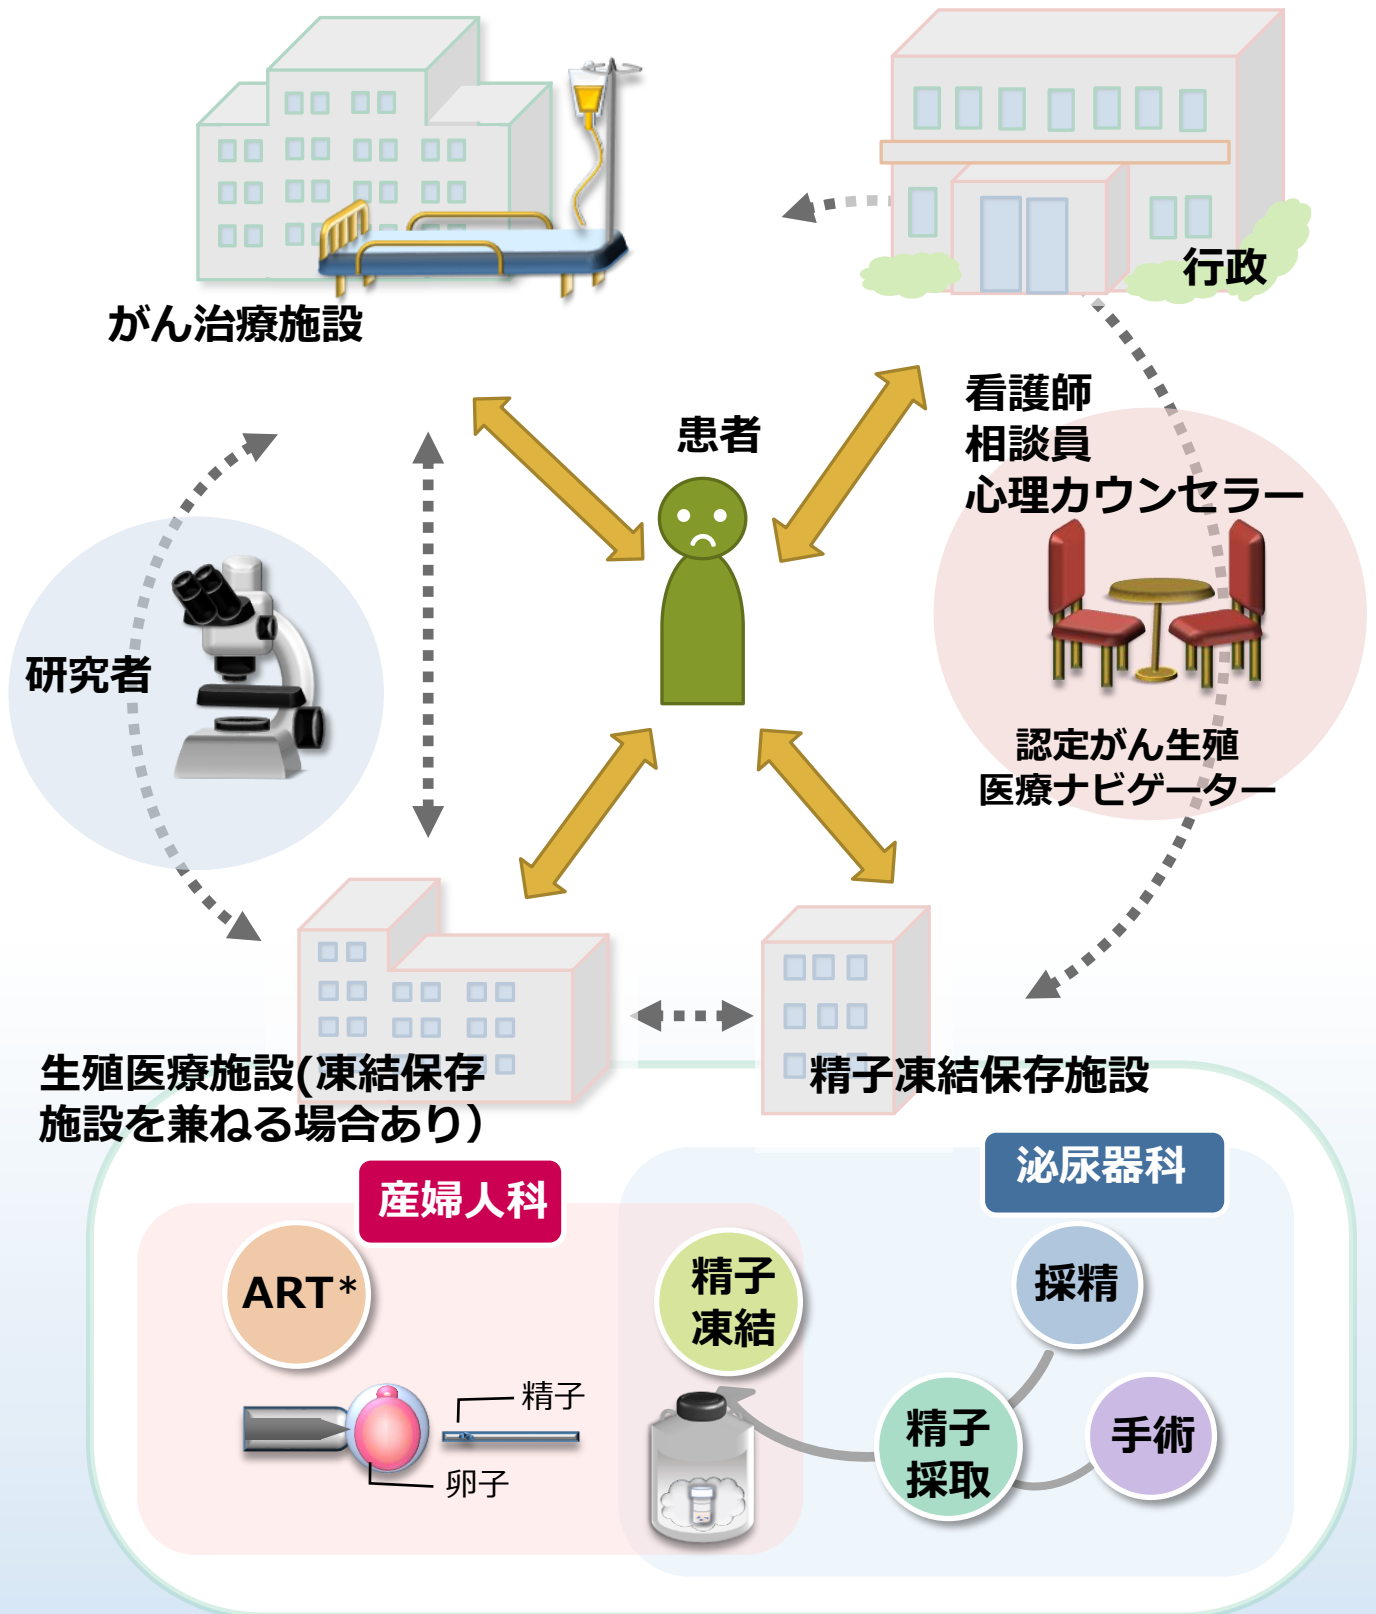 行政
がん治療施設
患者
看護師
相談員
心理カウンセラー
研究者
認定がん生殖
医療ナビゲーター
生殖医療施設(凍結保存
施設を兼ねる場合あり）
精子凍結保存施設
産婦人科
泌尿器科
ART*
精子
凍結
採精
精子
卵子
精子
採取
手術